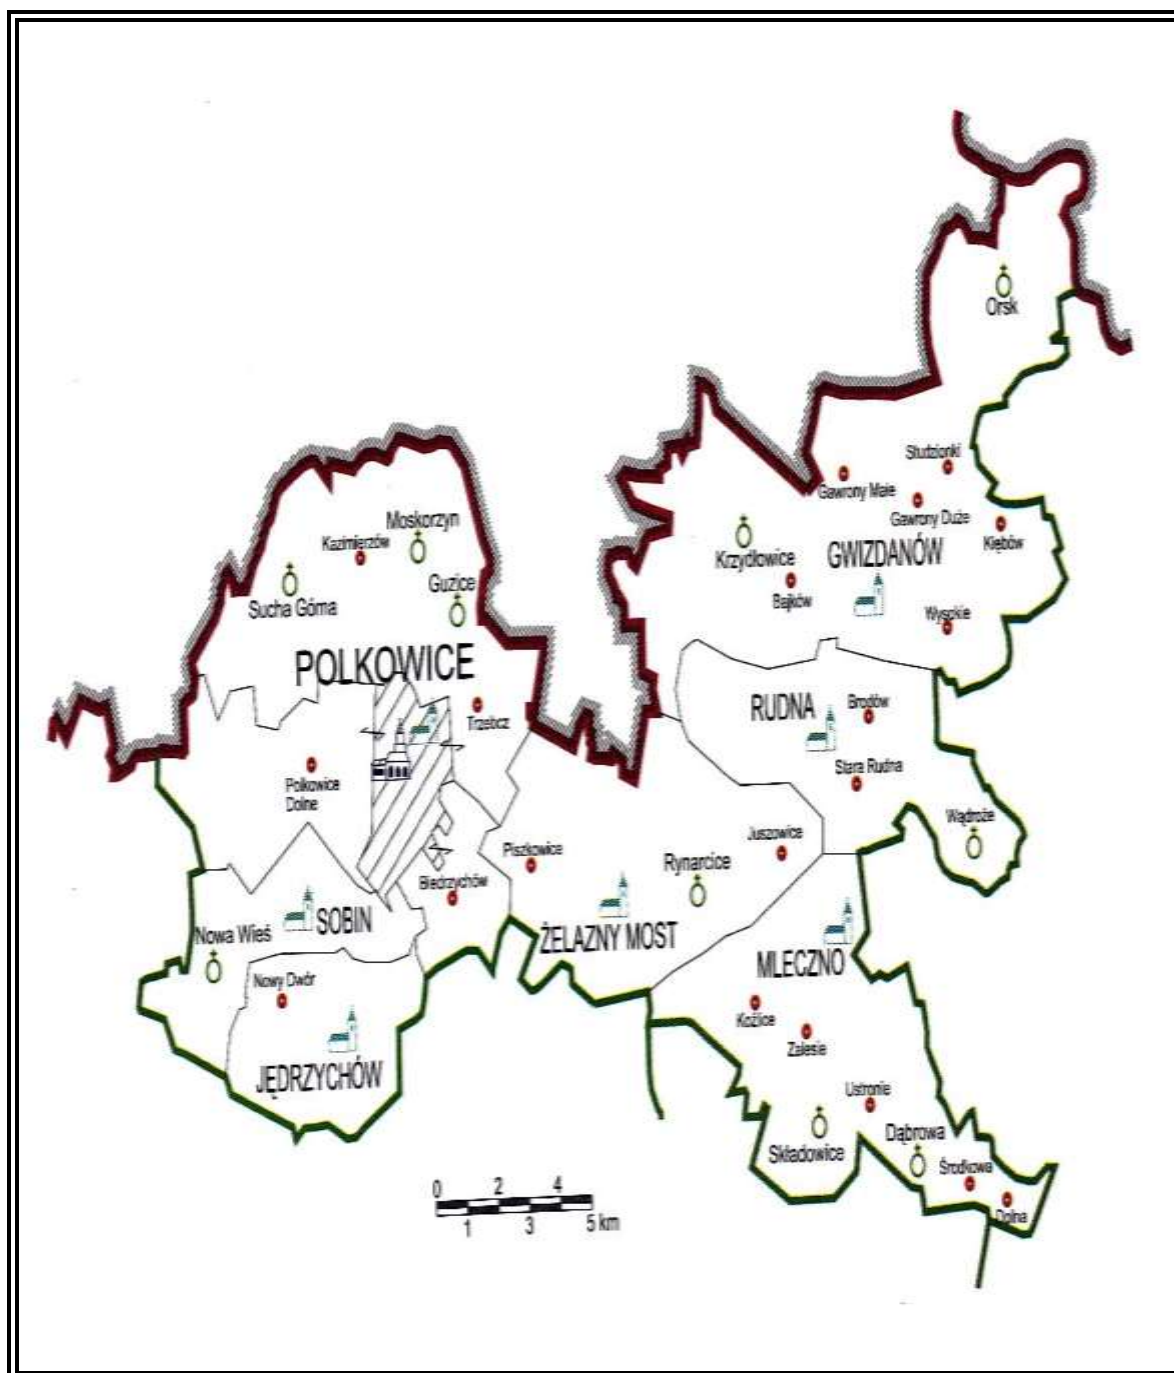 Orsk
Studzionki
Gawrony Małe
Gawrony Duże
Moskorzyn
Kazimierzów
Krzydłowice
GWIZDANÓW
Kłębów
Guzice
Sucha Górna
Bajków
Wysokie
POLKOWICE
RUDNA
Brodów
Trzebcz
Stara Rudna
Polkowice
Dolne
Wądroże
Juszowice
Piszkowice
Rynarcice
Biedrzychów
SOBIN
Nowa Wieś
ŻELAZNY MOST
MLECZNO
Nowy Dwór
Koźlice
Zalesie
JĘDRZYCHÓW
Ustronie
Dąbrowa
Składowice
Środkowa
Dolna
0 2 4
1 3 5 km